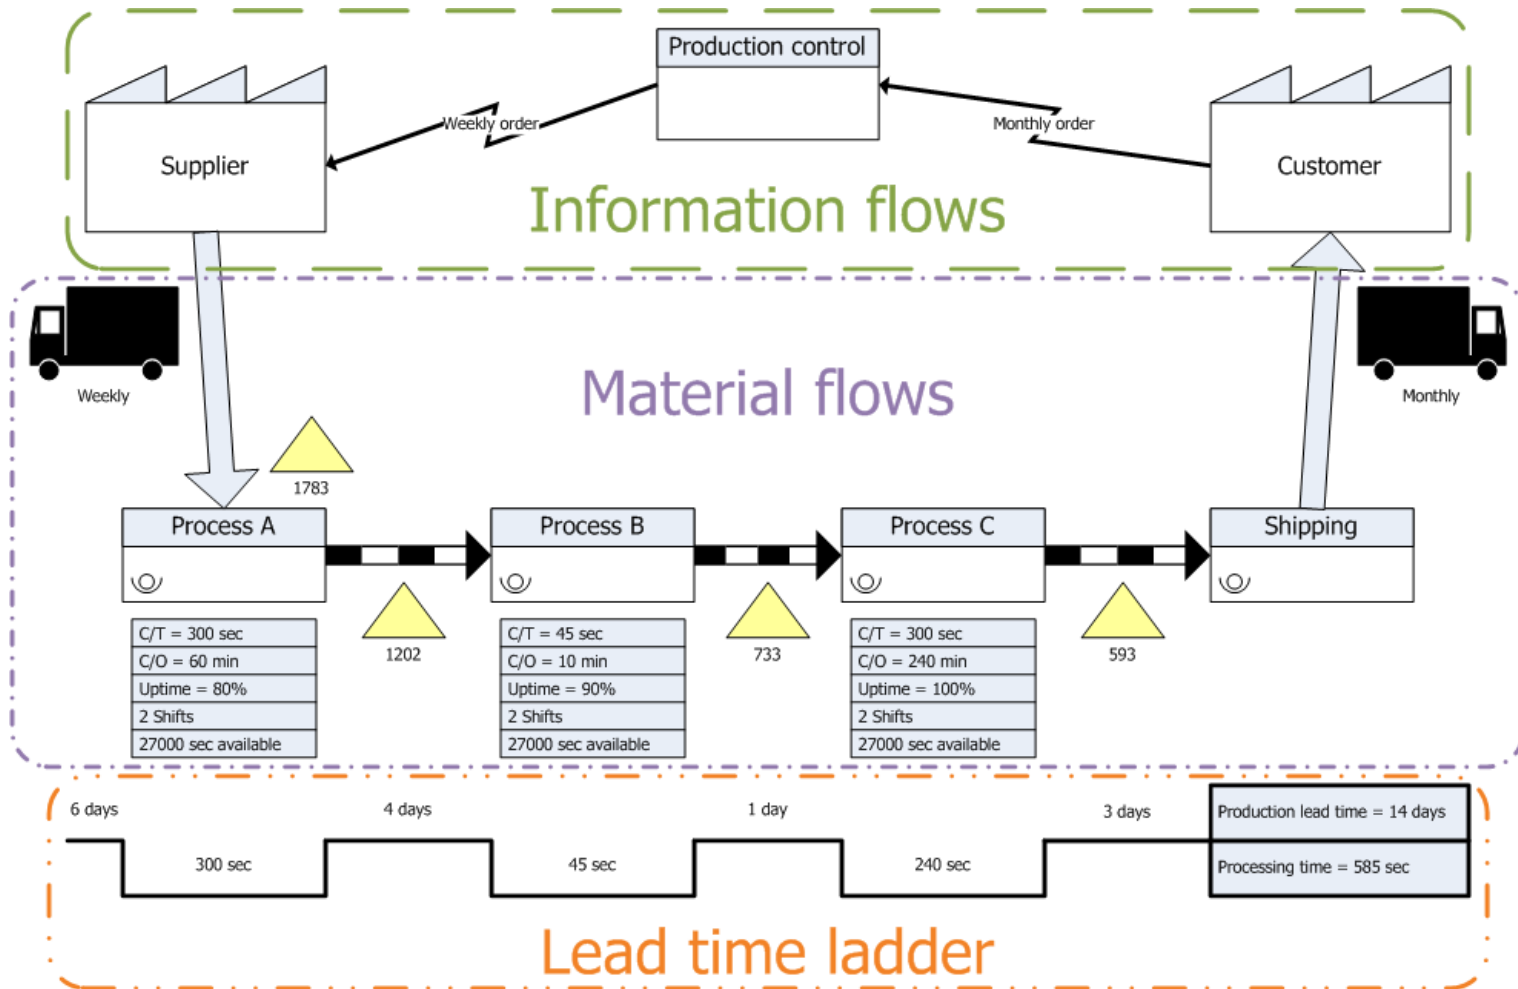 Production control
Supplier
Weekly order
Monthly order
Customer
Information flows
Weekly
Material flows
Monthly
1783
Process A
Process B
Process C
Shipping
1202
733
593
C/T = 300 sec
C/O = 60 min
Uptime = 80%
2 Shifts
27000 sec available
C/T = 45 sec
C/O = 10 min
Uptime = 90%
2 Shifts
27000 sec available
C/T = 300 sec
C/O = 240 min
Uptime = 100%
2 Shifts
27000 sec available
6 days
4 days
1 day
3 days
Production lead time = 14 days
300 sec
45 sec
240 sec
Processing time = 585 sec
Lead time ladder